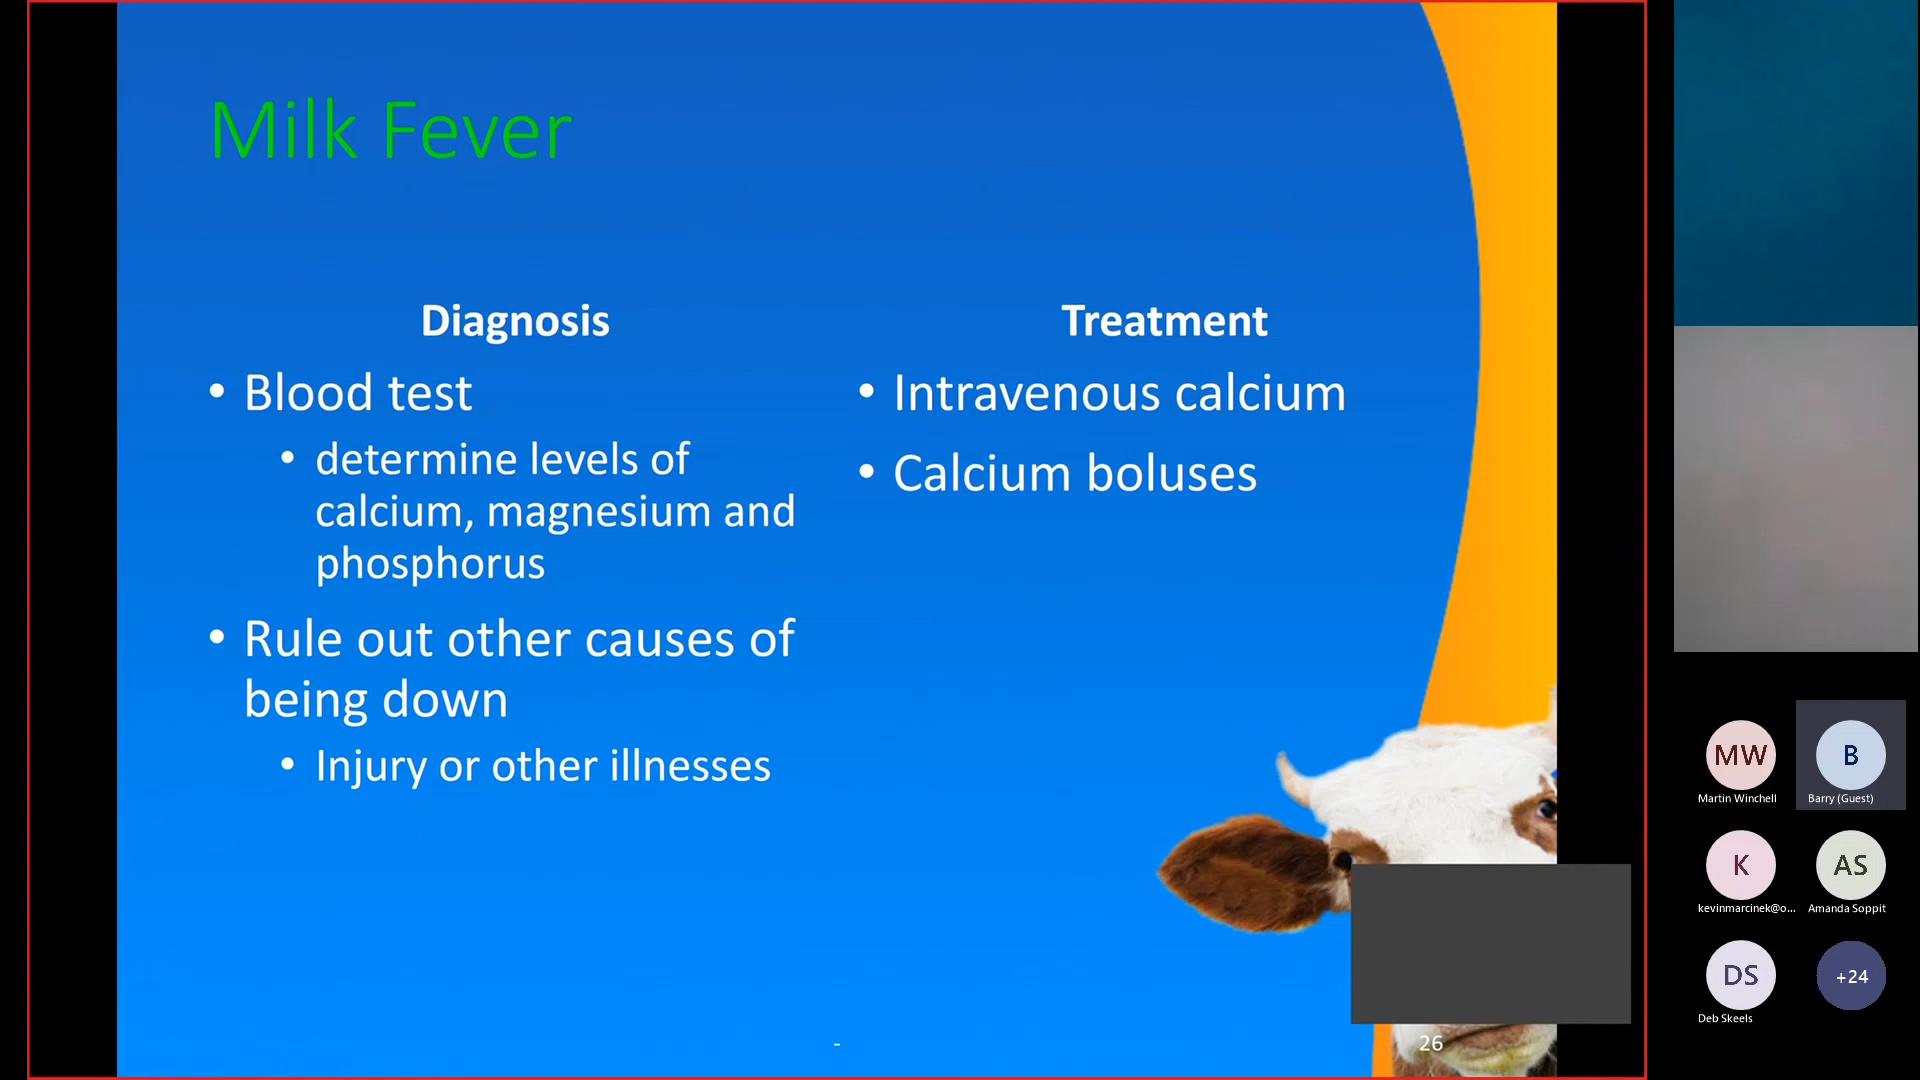 Milk Fever
Diagnosis
• Blood test
• determine levels of
calcium, magnesium and
phosphorus
• Rule out other causes of
being down
• Injury or other illnesses
Treatment
• Intravenous calcium
• Calcium boluses
-
26
MW
Martin Winchell
B
Barry (Guest)
K
kevinmarcinek@o...
AS
Amanda Soppit
DS
Deb Skeels
+24